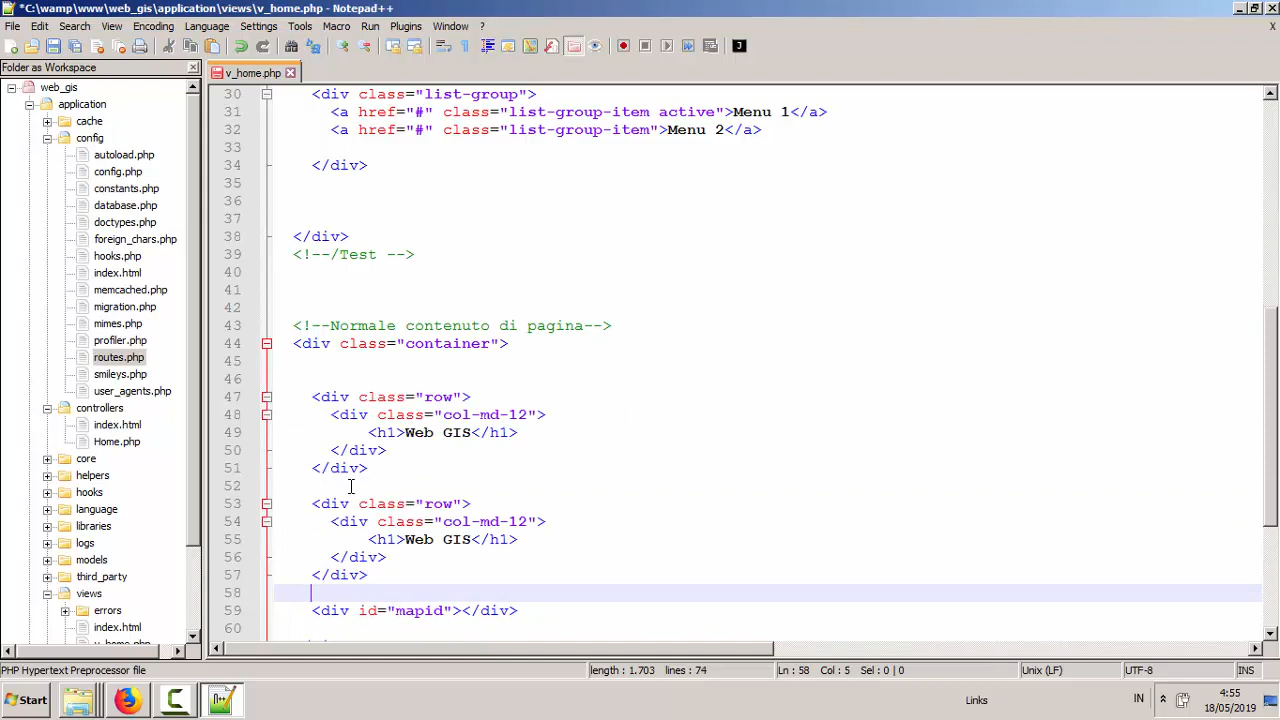 *C:\wamp\www\web_gis\application\views\v_home.php - Notepad++
File Edit Search View Encoding Language Settings Tools Macro Run Plugins Window ?
X
Folder as Workspace
v_home.php
web_gis
application
cache
config
autoload.php
config.php
constants.php
database.php
doctypes.php
foreign_chars.php
hooks.php
index.html
memcached.php
migration.php
mimes.php
profiler.php
routes.php
smileys.php
user_agents.php
controllers
index.html
Home.php
core
helpers
hooks
language
libraries
logs
models
third_party
views
errors
index.html
v_home.php
30 <div class="list-group">
31 <a href="#" class="list-group-item active">Menu 1</a>
32 <a href="#" class="list-group-item">Menu 2</a>
33
34 </div>
35
36
37
38 </div>
39 <!--/Test -->
40
41
42
43 <!--Normale contenuto di pagina-->
44 <div class="container">
45
46
47 <div class="row">
48 <div class="col-md-12">
49 <h1>Web GIS</h1>
50 </div>
51 </div>
52
53 <div class="row">
54 <div class="col-md-12">
55 <h1>Web GIS</h1>
56 </div>
57 </div>
58
59 <div id="mapid"></div>
60
PHP Hypertext Preprocessor file length : 1.703 lines : 74 Ln : 58 Col : 5 Sel : 0 | 0 Unix (LF) UTF-8 INS
Start Links IN 4:55
18/05/2019